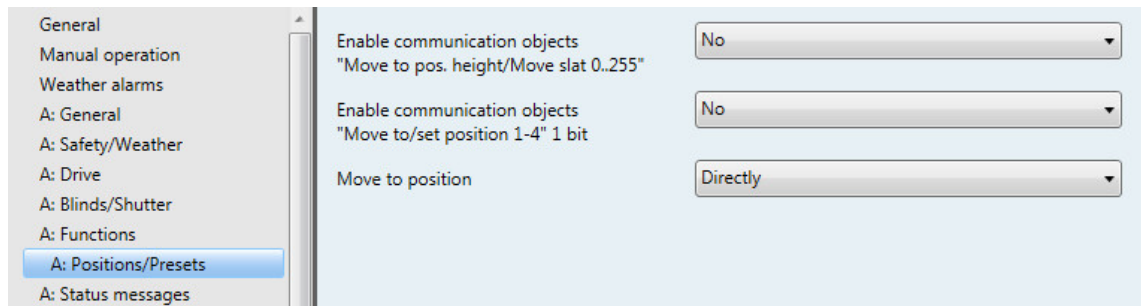 General
Manual operation
Weather alarms
A: General
A: Safety/Weather
A: Drive
A: Blinds/Shutter
A: Functions
A: Positions/Presets
A: Status messages
Enable communication objects
"Move to pos. height/Move slat 0..255"
No
Enable communication objects
"Move to/set position 1-4" 1 bit
No
Move to position
Directly